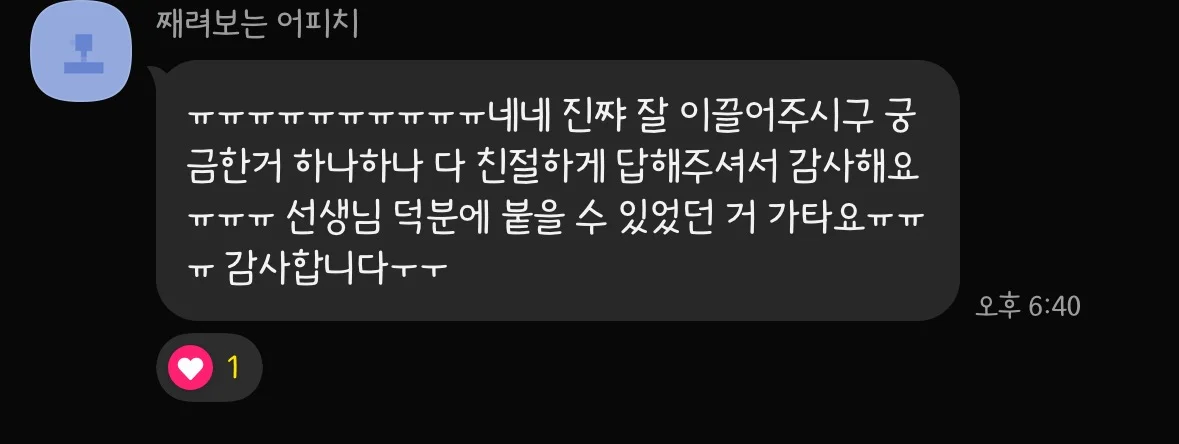 째려보는 어피치
ㅠㅠㅠㅠㅠㅠㅠㅠㅠㅠ네네 진쨔 잘 이끌어주시구 궁
금한거 하나하나 다 친절하게 답해주셔서 감사해요
ㅠㅠㅠ 선생님 덕분에 붙을 수 있었던 거 가타요ㅠㅠ
ㅠ 감사합니다ㅜㅜ
오후 6:40
1